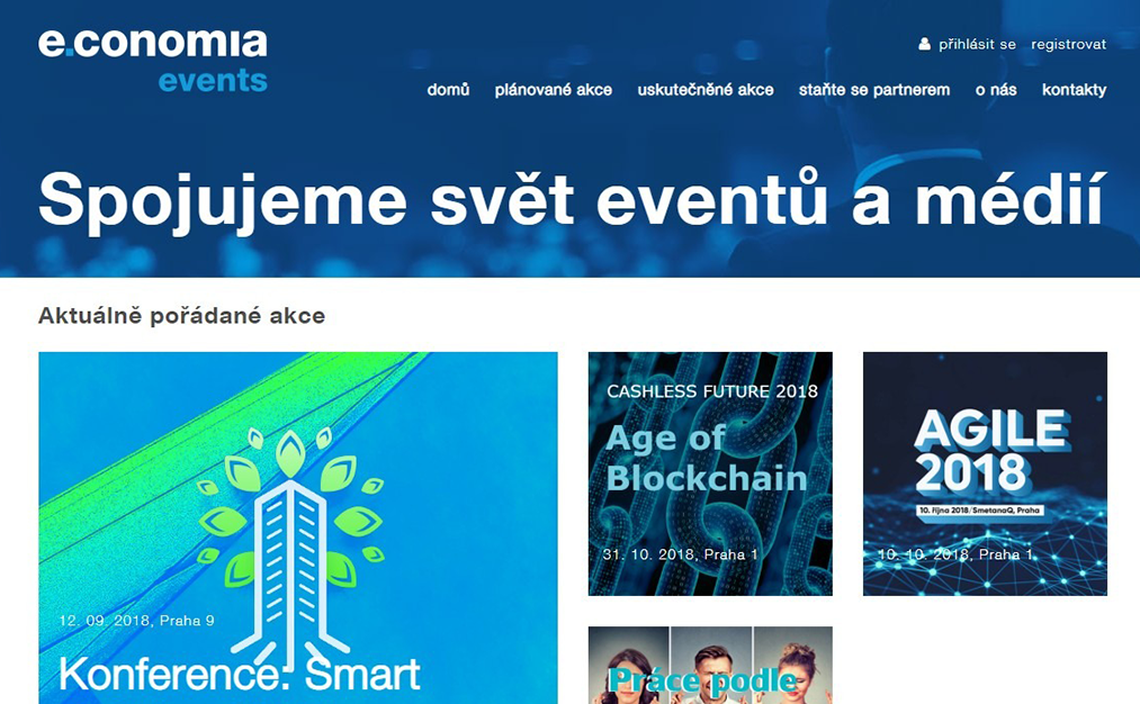 e.conomia
events
přihlásit se registrovat
domů plánované akce uskutečněné akce staňte se partnerem o nás kontakty
Spojujeme svět eventů a médií
Aktuálně pořádané akce
12. 09. 2018, Praha 9
Konference: Smart
CASHLESS FUTURE 2018
Age of
Blockchain
31. 10. 2018, Praha 1
AGILE
2018
10. října 2018/SmetanaQ, Praha
10. 10. 2018, Praha 1
Práce podle